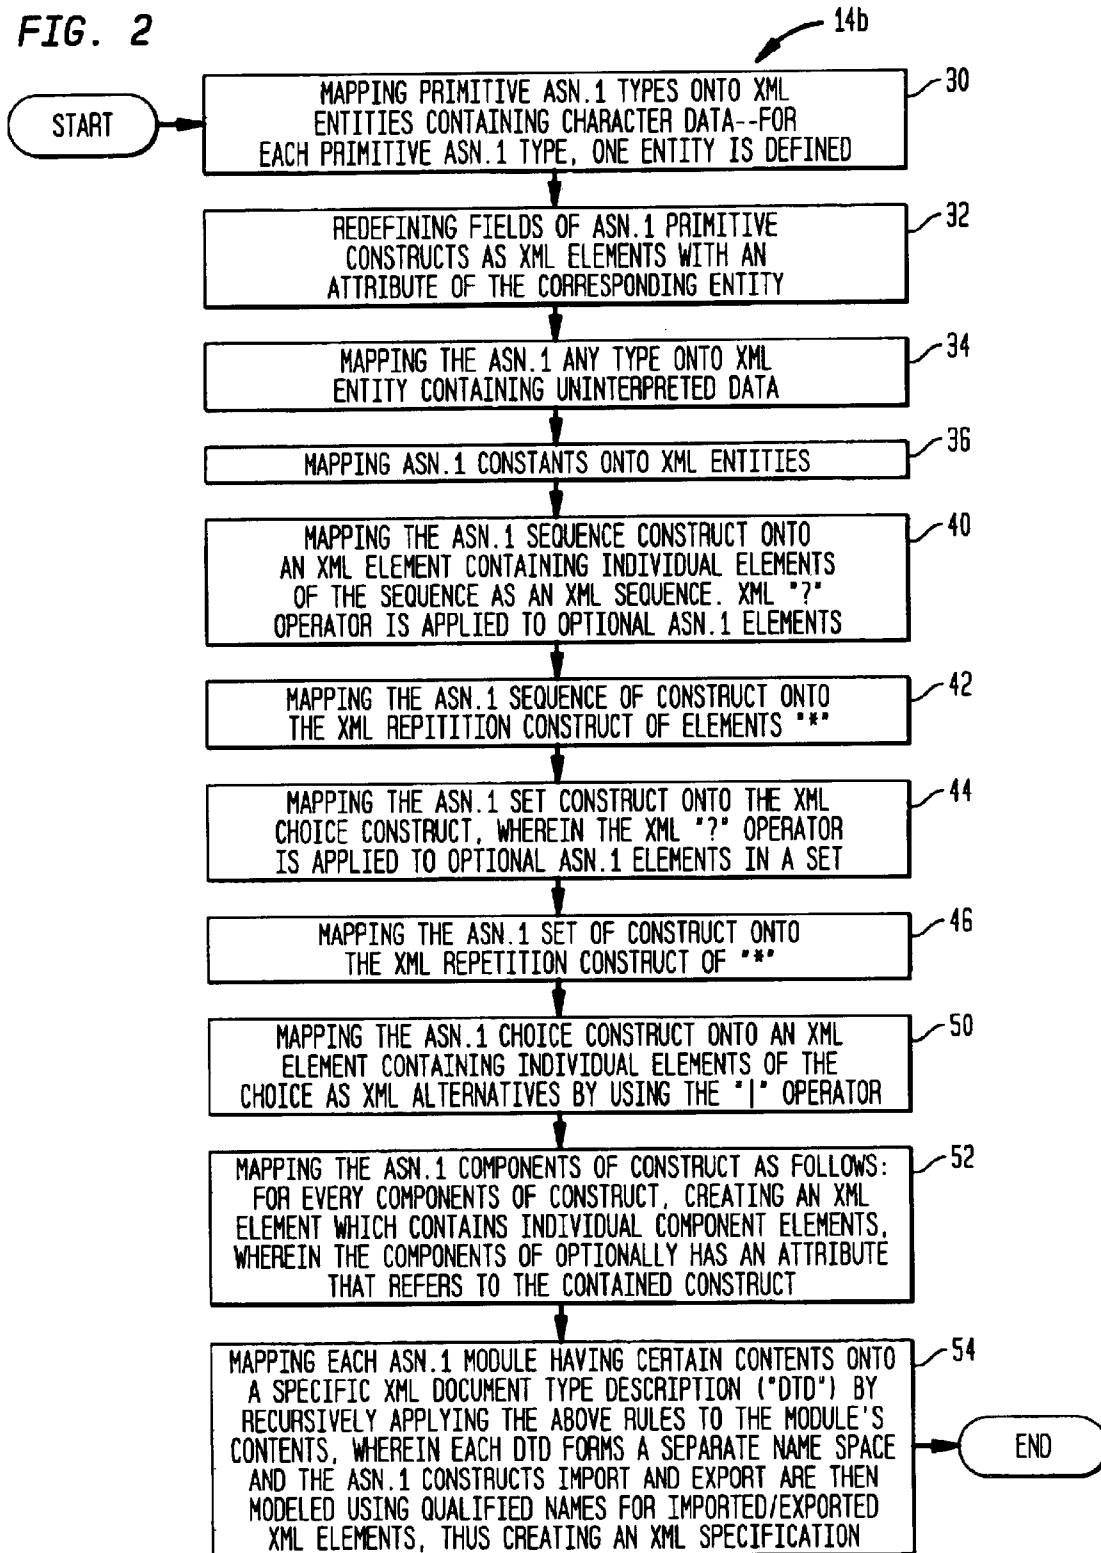 FIG. 2
14b
START
MAPPING PRIMITIVE ASN.1 TYPES ONTO XML
ENTITIES CONTAINING CHARACTER DATA--FOR
EACH PRIMITIVE ASN.1 TYPE, ONE ENTITY IS DEFINED
30
REDEFINING FIELDS OF ASN.1 PRIMITIVE
CONSTRUCTS AS XML ELEMENTS WITH AN
ATTRIBUTE OF THE CORRESPONDING ENTITY
32
MAPPING THE ASN.1 ANY TYPE ONTO XML
ENTITY CONTAINING UNINTERPRETED DATA
34
MAPPING ASN.1 CONSTANTS ONTO XML ENTITIES
36
MAPPING THE ASN.1 SEQUENCE CONSTRUCT ONTO
AN XML ELEMENT CONTAINING INDIVIDUAL ELEMENTS
OF THE SEQUENCE AS AN XML SEQUENCE. XML "?"
OPERATOR IS APPLIED TO OPTIONAL ASN.1 ELEMENTS
40
MAPPING THE ASN.1 SEQUENCE OF CONSTRUCT ONTO
THE XML REPITITION CONSTRUCT OF ELEMENTS "*"
42
MAPPING THE ASN.1 SET CONSTRUCT ONTO THE XML
CHOICE CONSTRUCT, WHEREIN THE XML "?" OPERATOR
IS APPLIED TO OPTIONAL ASN.1 ELEMENTS IN A SET
44
MAPPING THE ASN.1 SET OF CONSTRUCT ONTO
THE XML REPETITION CONSTRUCT OF "*"
46
MAPPING THE ASN.1 CHOICE CONSTRUCT ONTO AN XML
ELEMENT CONTAINING INDIVIDUAL ELEMENTS OF THE
CHOICE AS XML ALTERNATIVES BY USING THE "|" OPERATOR
50
MAPPING THE ASN.1 COMPONENTS OF CONSTRUCT AS FOLLOWS:
FOR EVERY COMPONENTS OF CONSTRUCT, CREATING AN XML
ELEMENT WHICH CONTAINS INDIVIDUAL COMPONENT ELEMENTS,
WHEREIN THE COMPONENTS OF OPTIONALLY HAS AN ATTRIBUTE
THAT REFERS TO THE CONTAINED CONSTRUCT
52
MAPPING EACH ASN.1 MODULE HAVING CERTAIN CONTENTS ONTO
A SPECIFIC XML DOCUMENT TYPE DESCRIPTION ("DTD") BY
RECURSIVELY APPLYING THE ABOVE RULES TO THE MODULE'S
CONTENTS, WHEREIN EACH DTD FORMS A SEPARATE NAME SPACE
AND THE ASN.1 CONSTRUCTS IMPORT AND EXPORT ARE THEN
MODELED USING QUALIFIED NAMES FOR IMPORTED/EXPORTED
XML ELEMENTS, THUS CREATING AN XML SPECIFICATION
54
END